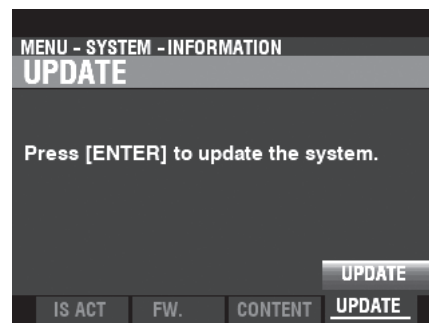 MENU - SYSTEM - INFORMATION
UPDATE
Press [ENTER] to update the system.
UPDATE
IS ACT FW. CONTENT UPDATE